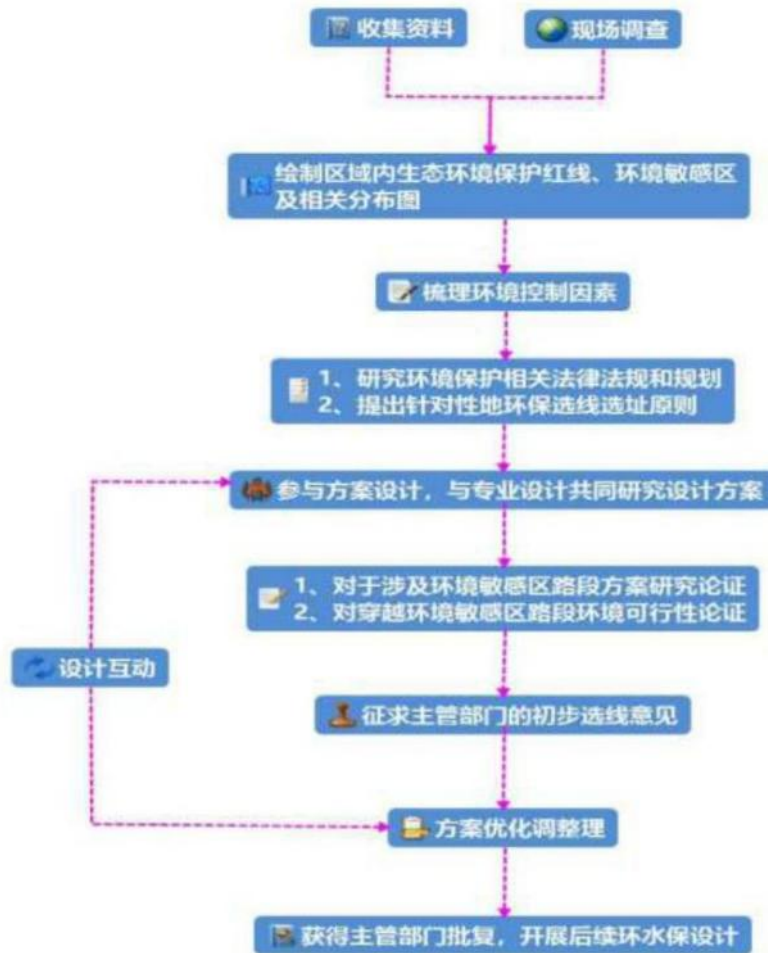 收集资料
现场调查
绘制区域内生态环境保护红线、环境敏感区
及相关分布图
梳理环境控制因素
1、研究环境保护相关法律法规和规划
2、提出针对性地环保选线选址原则
参与方案设计，与专业设计共同研究设计方案
1、对于涉及环境敏感区路段方案研究论证
2、对穿越环境敏感区路段环境可行性论证
设计互动
征求主管部门的初步选线意见
方案优化调整理
获得主管部门批复，开展后续环水保设计